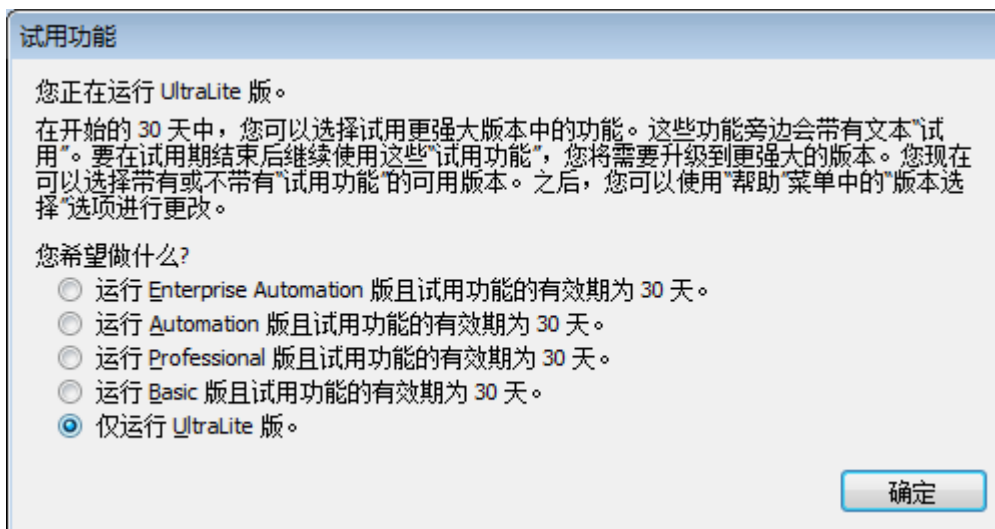 试用功能
您正在运行 UltraLite 版。
在开始的 30 天中，您可以选择试用更强大版本中的功能。这些功能旁边会带有文本"试
用"。要在试用期结束后继续使用这些"试用功能"，您将需要升级到更强大的版本。您现在
可以选择带有或不带有"试用功能"的可用版本。之后，您可以使用"帮助"菜单中的"版本选
择"选项进行更改。
您希望做什么?
运行 Enterprise Automation 版且试用功能的有效期为 30 天。
运行 Automation 版且试用功能的有效期为 30 天。
运行 Professional 版且试用功能的有效期为 30 天。
运行 Basic 版且试用功能的有效期为 30 天。
仅运行 UltraLite 版。
确定